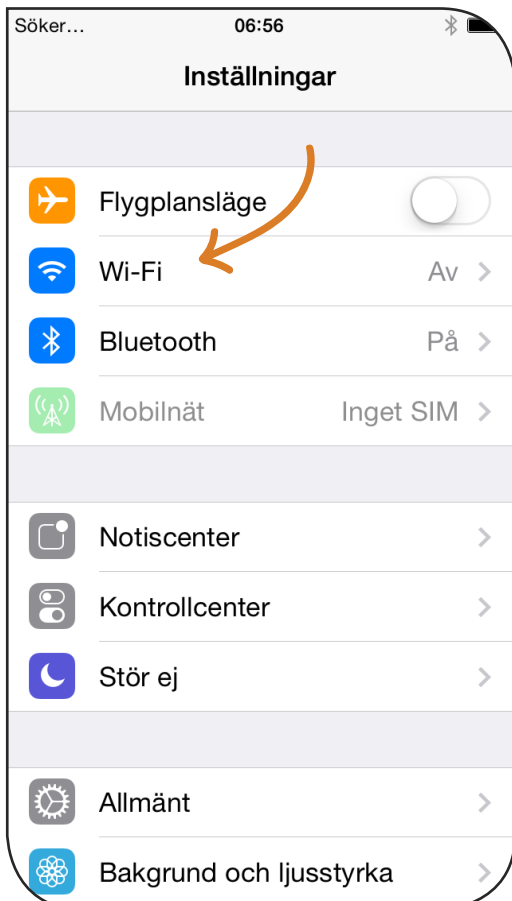 Söker... 06:56
Inställningar
Flygplansläge
Wi-Fi Av
Bluetooth På
Mobilnät Inget SIM
Notiscenter
Kontrollcenter
Stör ej
Allmänt
Bakgrund och ljusstyrka